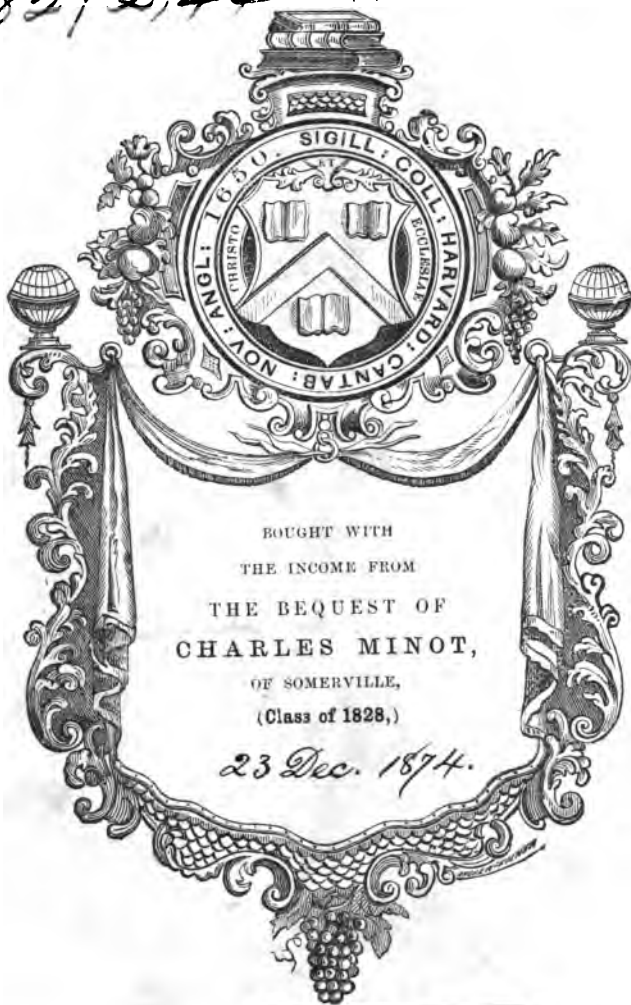 SIGILL: COLL: HARVARD: CANTAB: NOV: ANGL: 1650.
ET
CHRISTO
ECCLESIAE
BOUGHT WITH
THE INCOME FROM
THE BEQUEST OF
CHARLES MINOT,
OF SOMERVILLE,
(Class of 1828,)
23 Dec. 1874.